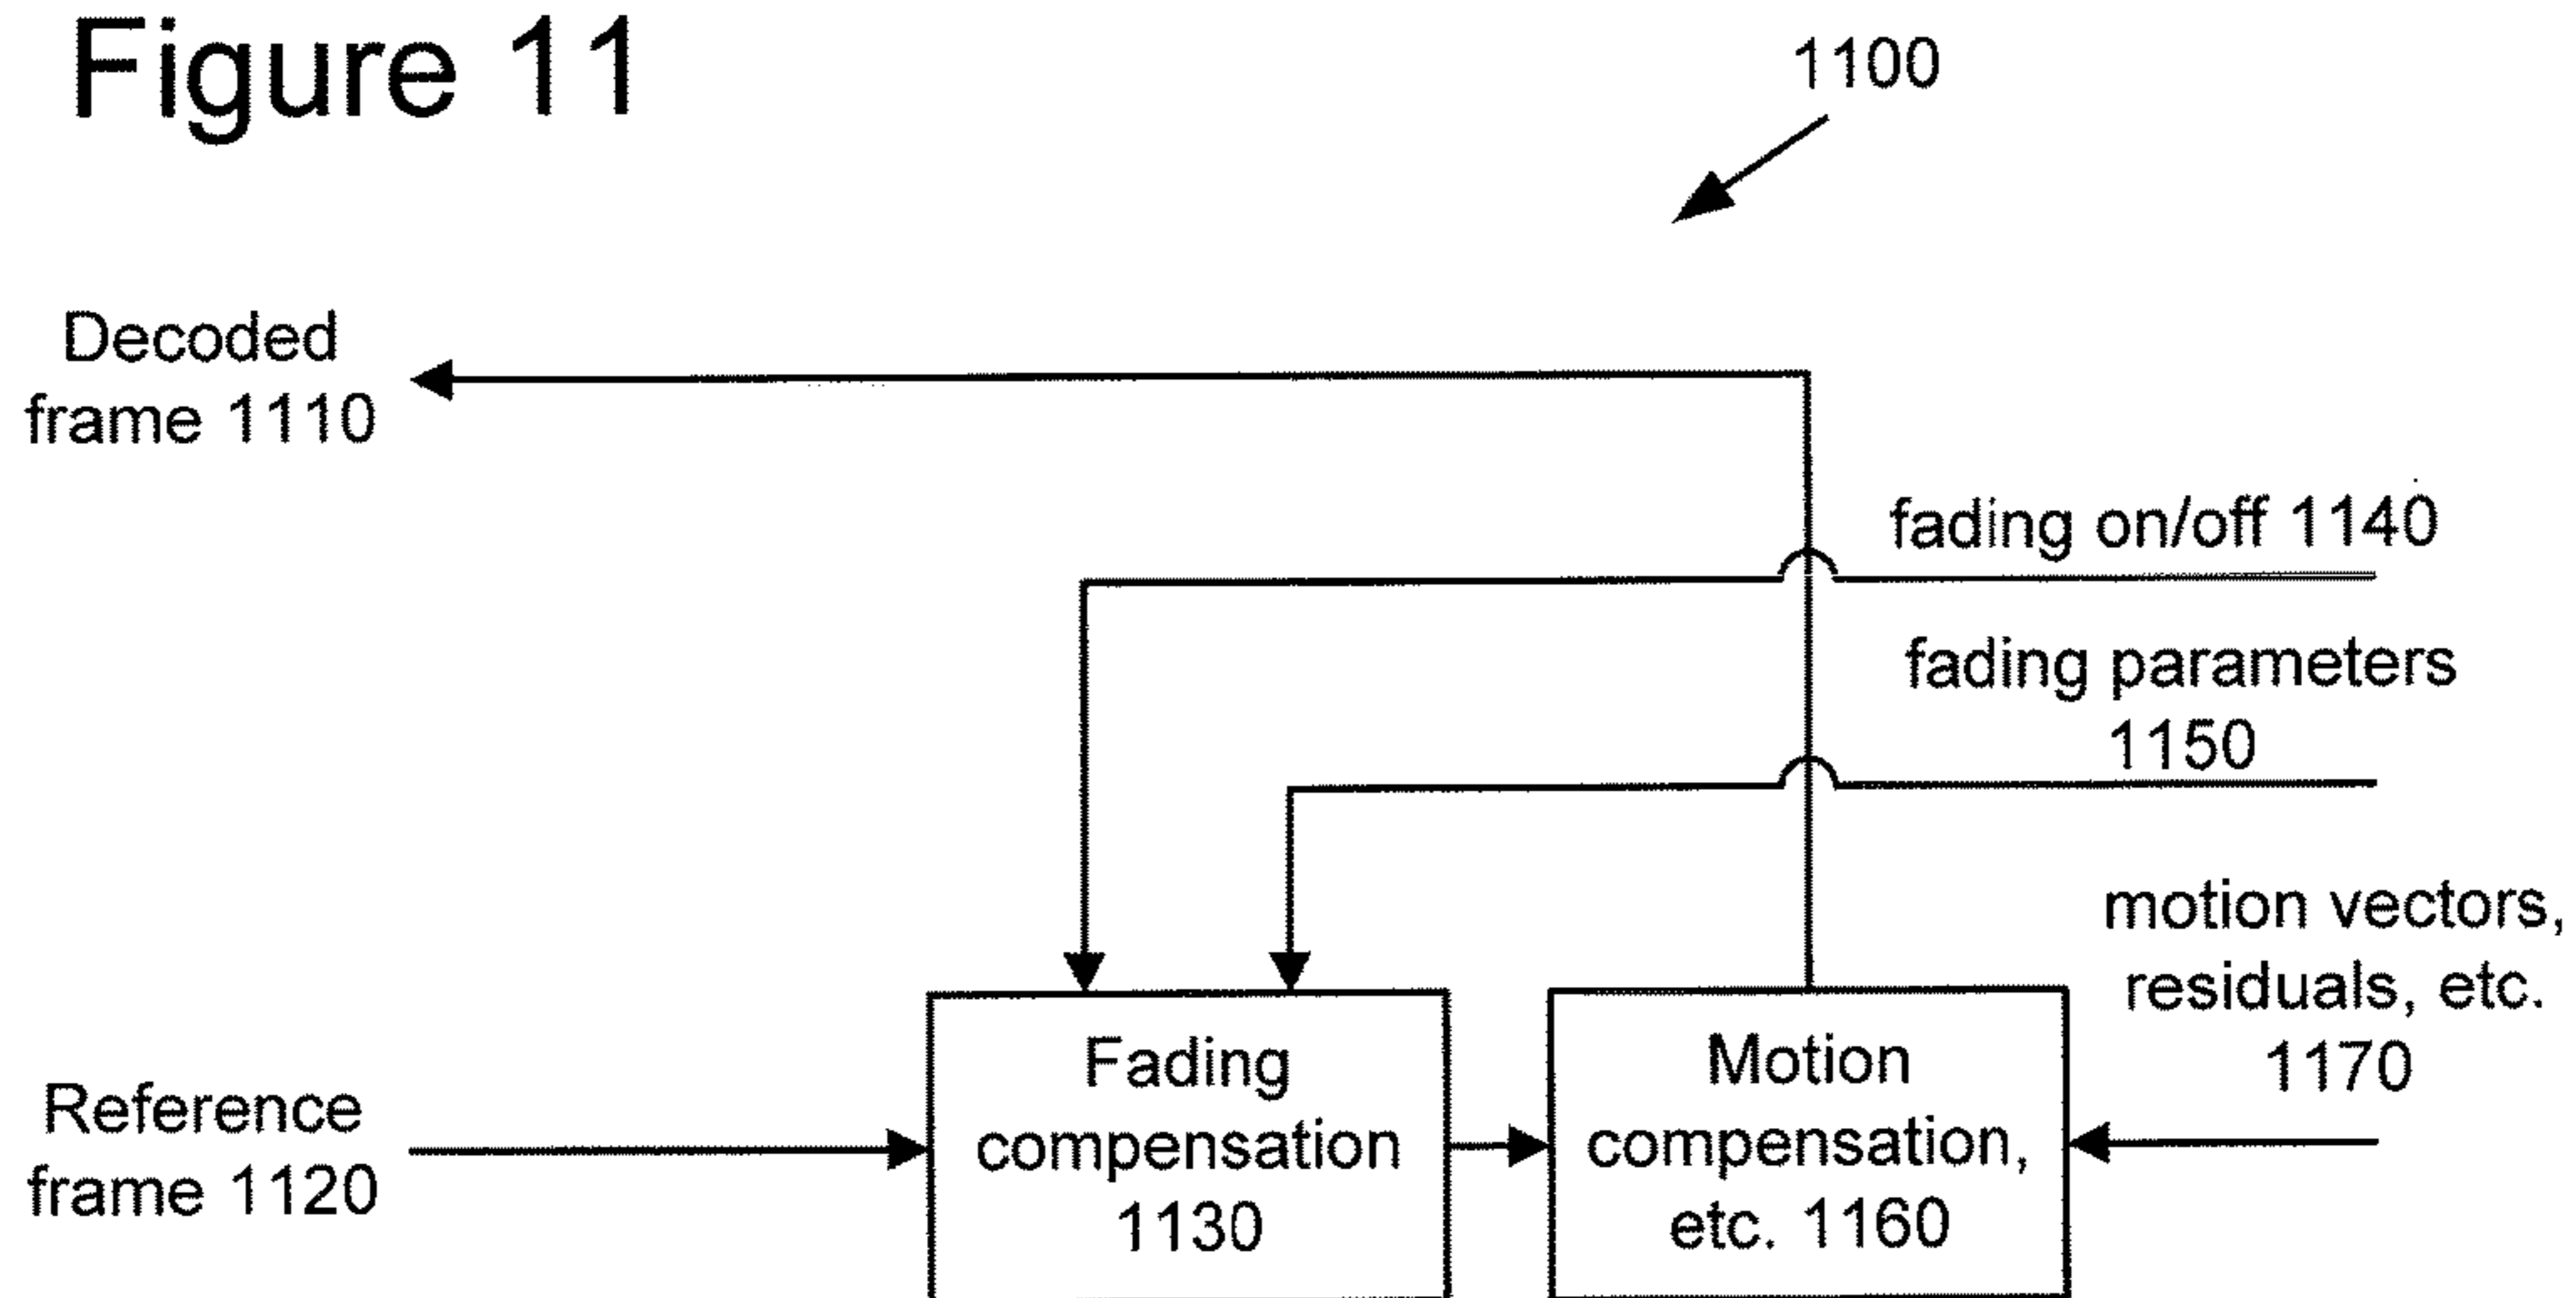 Figure 11
1100
Decoded
frame 1110
fading on/off 1140
fading parameters
1150
motion vectors,
residuals, etc.
1170
Reference
frame 1120
Fading
compensation
1130
Motion
compensation,
etc. 1160